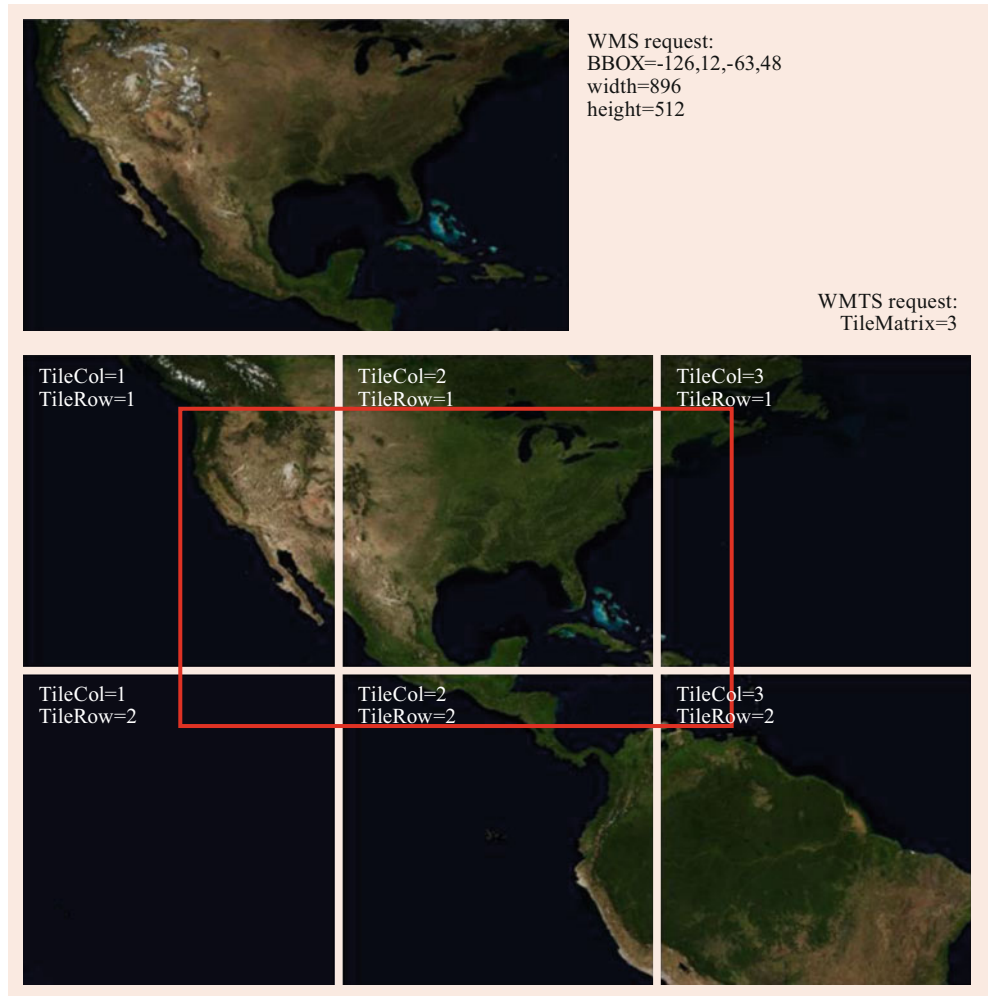 WMS request:
BBOX=-126,12,-63,48
width=896
height=512
WMTS request:
TileMatrix=3
TileCol=1
TileRow=1
TileCol=2
TileRow=1
TileCol=3
TileRow=1
TileCol=1
TileRow=2
TileCol=2
TileRow=2
TileCol=3
TileRow=2